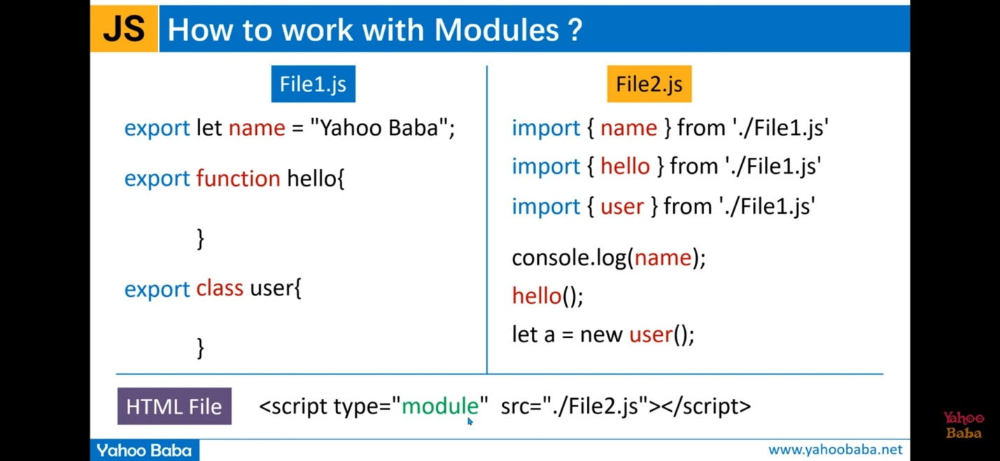 JS How to work with Modules ?
File1.js
export let name = "Yahoo Baba";
export function hello{
}
export class user{
}
File2.js
import { name } from './File1.js'
import { hello } from './File1.js'
import { user } from './File1.js'
console.log(name);
hello();
let a = new user();
HTML File <script type="module" src="./File2.js"></script>
Yahoo
Baba
Yahoo Baba www.yahoobaba.net